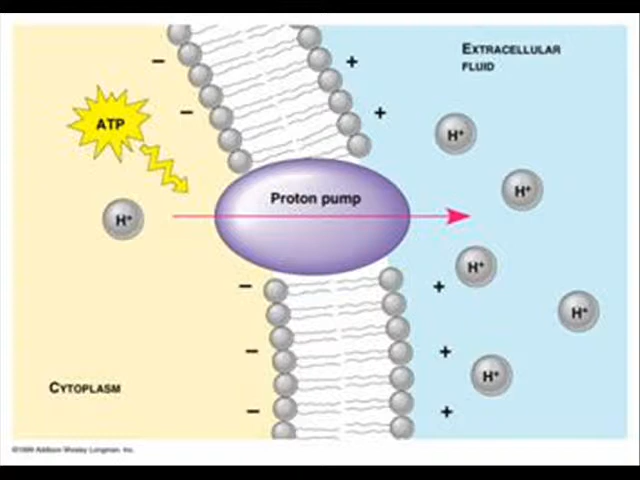 EXTRACELLULAR
FLUID
− +
− +
ATP
H+
H+
Proton pump
H+
H+
− +
H+
− +
H+
CYTOPLASM
− +
©1999 Addison Wesley Longman, Inc.